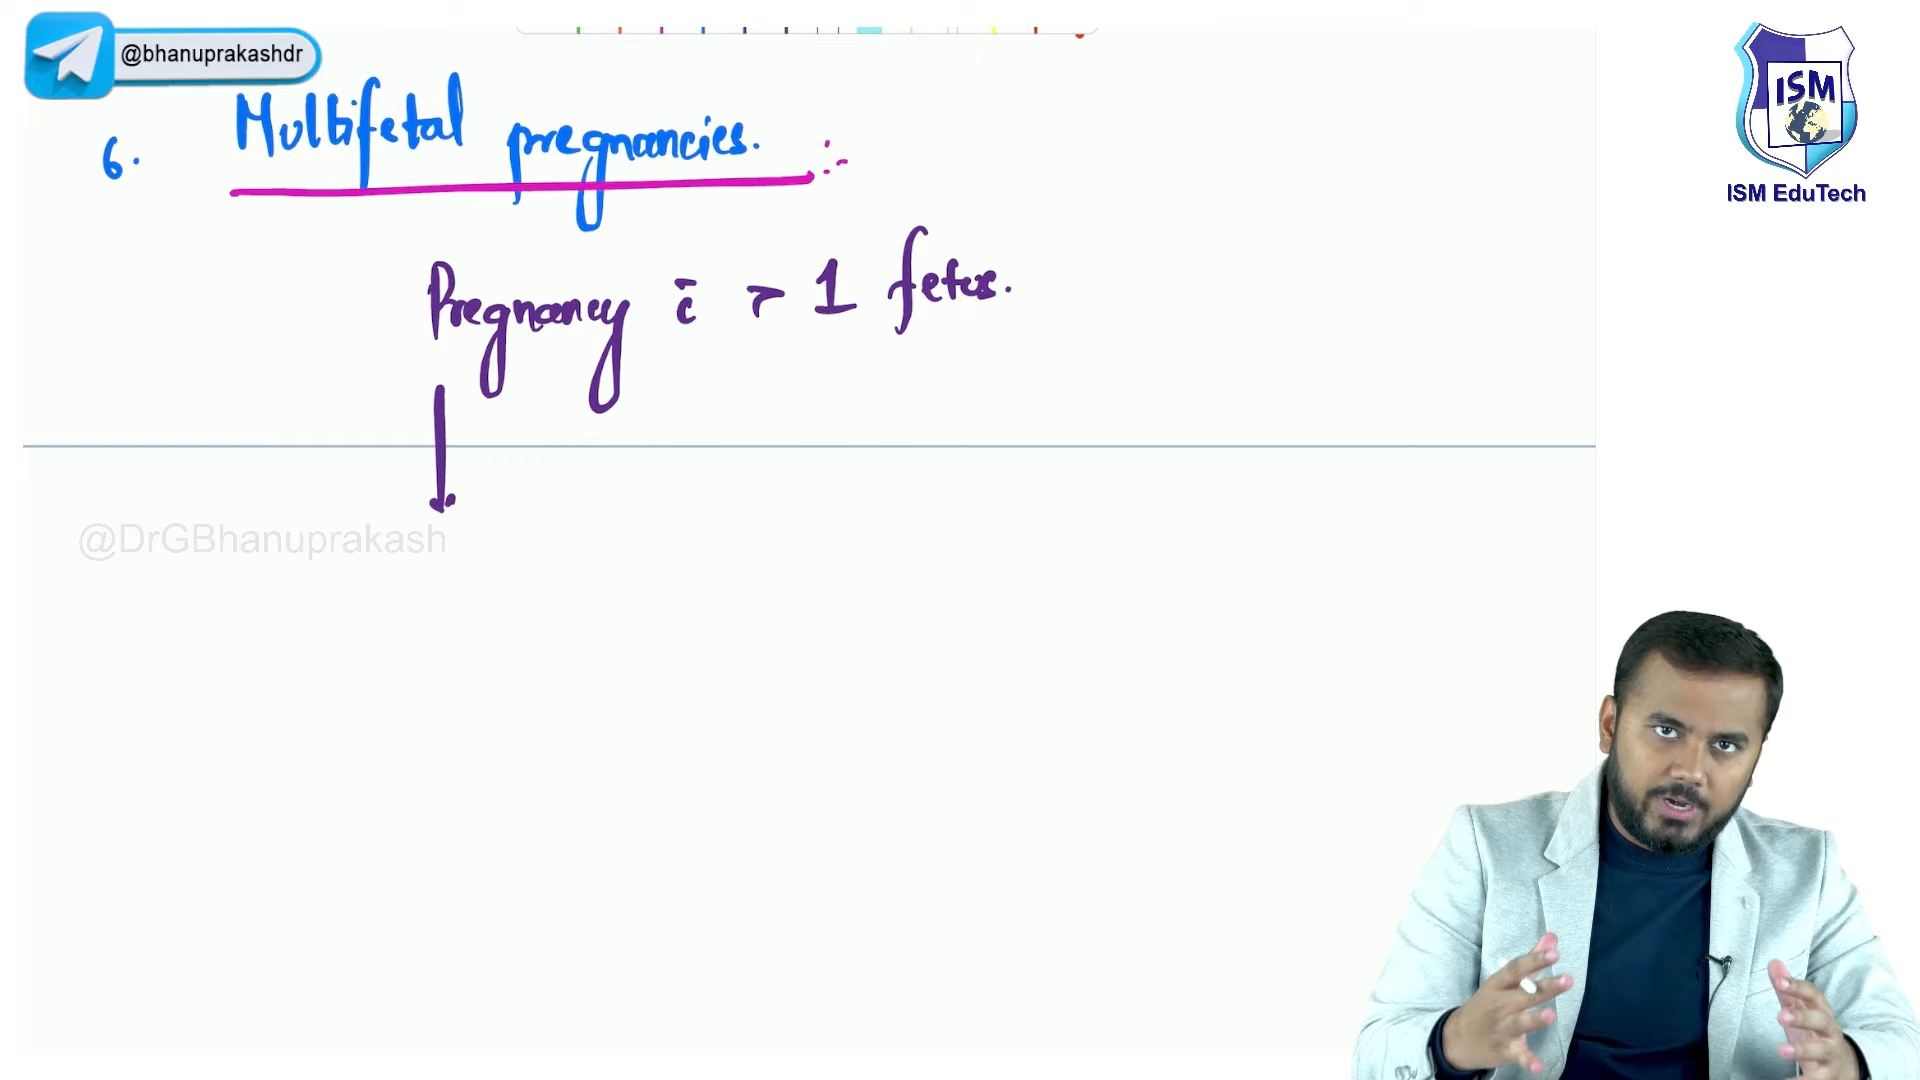 @bhanuprakashdr
ISM
ISM EduTech
6. Multifetal pregnancies.
Pregnancy c̄ > 1 fetus.
@DrGBhanuprakash